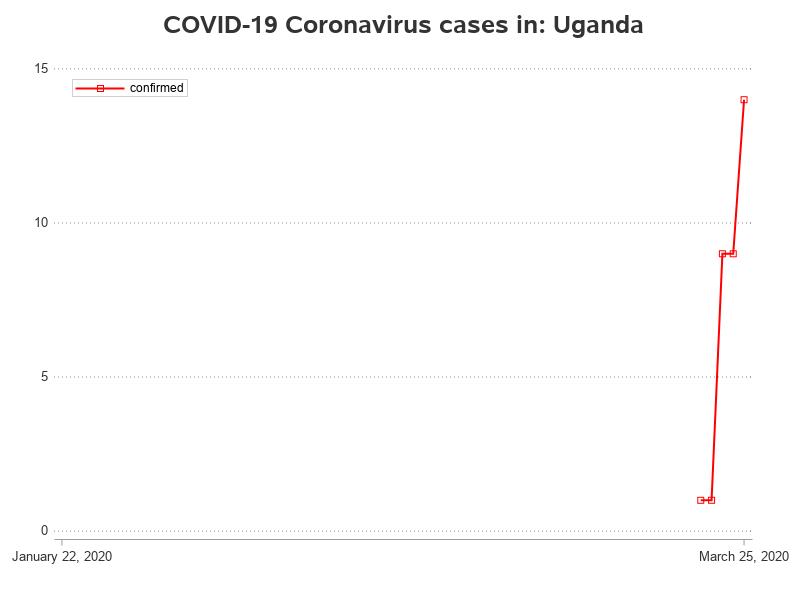 COVID-19 Coronavirus cases in: Uganda
15
confirmed
10
5
0
January 22, 2020
March 25, 2020